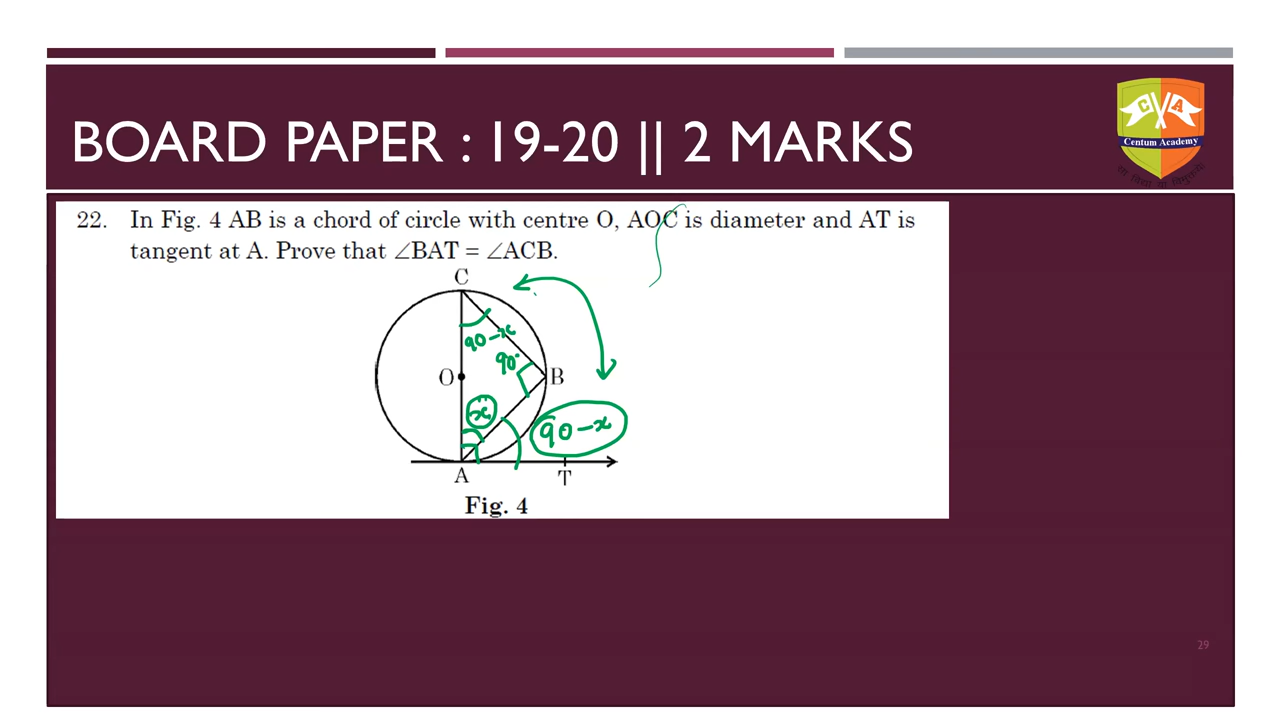 BOARD PAPER : 19-20 || 2 MARKS
C A
Centum Academy
22. In Fig. 4 AB is a chord of circle with centre O, AOC is diameter and AT is
tangent at A. Prove that ∠BAT = ∠ACB.
C
90-x
90°
O
B
x
90-x
A
T
Fig. 4
29